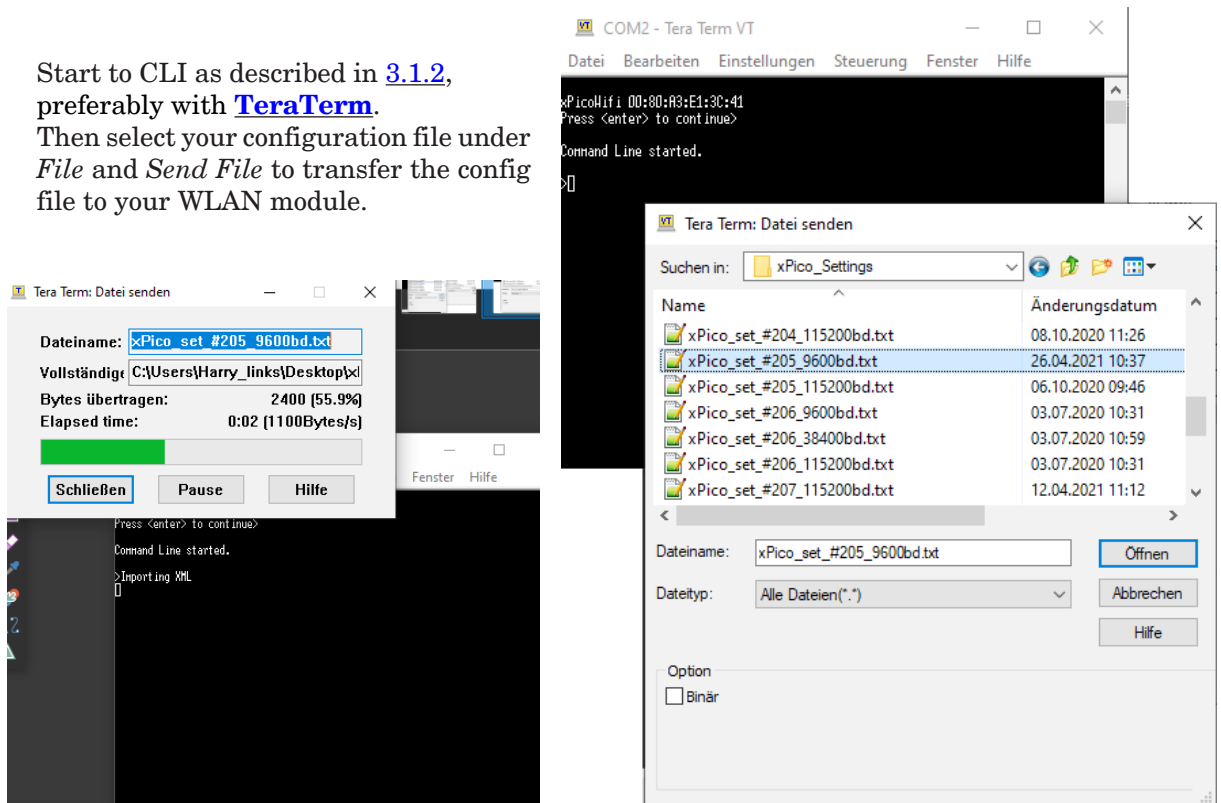 Start to CLI as described in 3.1.2,
preferably with TeraTerm.
Then select your configuration file under
File and Send File to transfer the config
file to your WLAN module.
COM2 - Tera Term VT
Datei Bearbeiten Einstellungen Steuerung Fenster Hilfe
xPicoWifi 00:80:A3:E1:3C:41
Press <enter> to continue>
Command Line started.
>
Tera Term: Datei senden
Dateiname: xPico_set_#205_9600bd.txt
Vollständige C:\Users\Harry_links\Desktop\xl
Bytes übertragen: 2400 (55.9%)
Elapsed time: 0:02 (1100Bytes/s)
Schließen Pause Hilfe
Fenster Hilfe
Press <enter> to continue>
Command Line started.
>Importing XML
Tera Term: Datei senden
Suchen in: xPico_Settings
Name Änderungsdatum
xPico_set_#204_115200bd.txt 08.10.2020 11:26
xPico_set_#205_9600bd.txt 26.04.2021 10:37
xPico_set_#205_115200bd.txt 06.10.2020 09:46
xPico_set_#206_9600bd.txt 03.07.2020 10:31
xPico_set_#206_38400bd.txt 03.07.2020 10:59
xPico_set_#206_115200bd.txt 03.07.2020 10:31
xPico_set_#207_115200bd.txt 12.04.2021 11:12
Dateiname: xPico_set_#205_9600bd.txt Öffnen
Dateityp: Alle Dateien(*.*) Abbrechen
Hilfe
Option
Binär